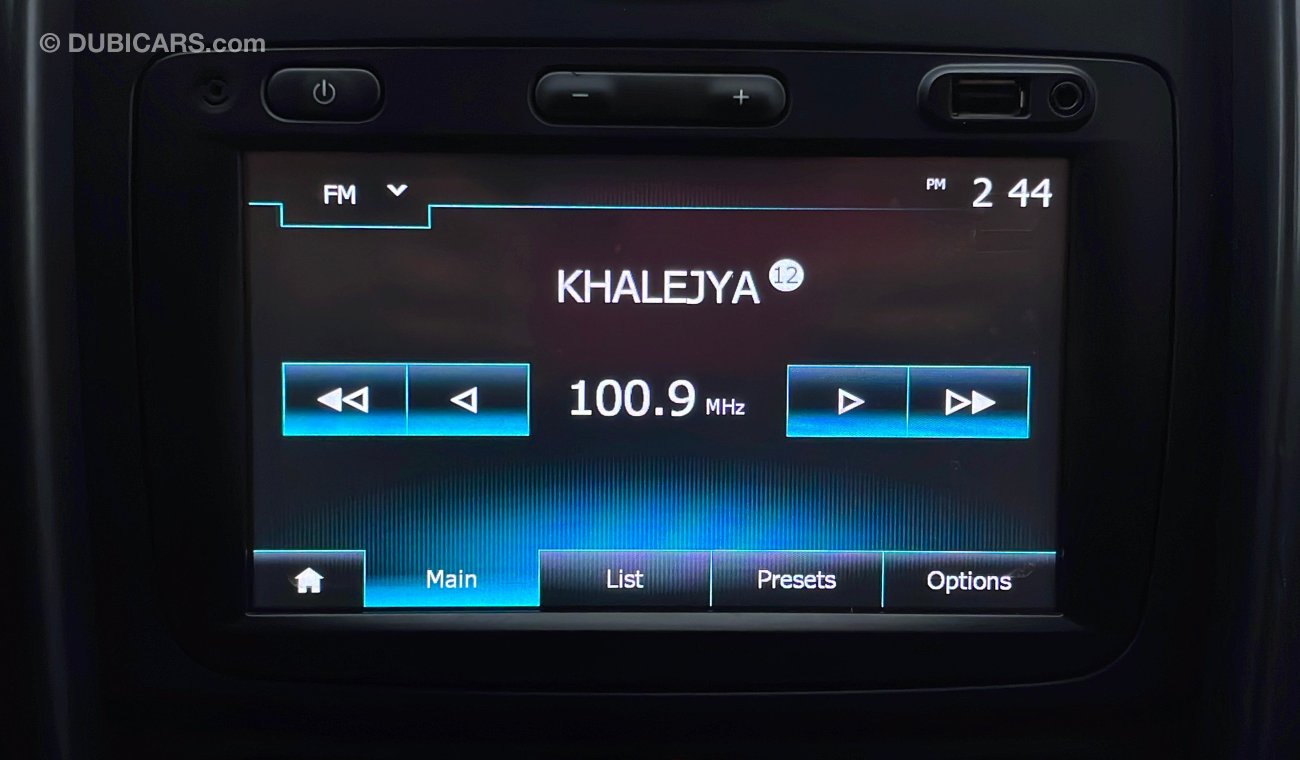 © DUBICARS.com
FM
PM 2 44
KHALEJYA 12
100.9 MHz
Main List Presets Options